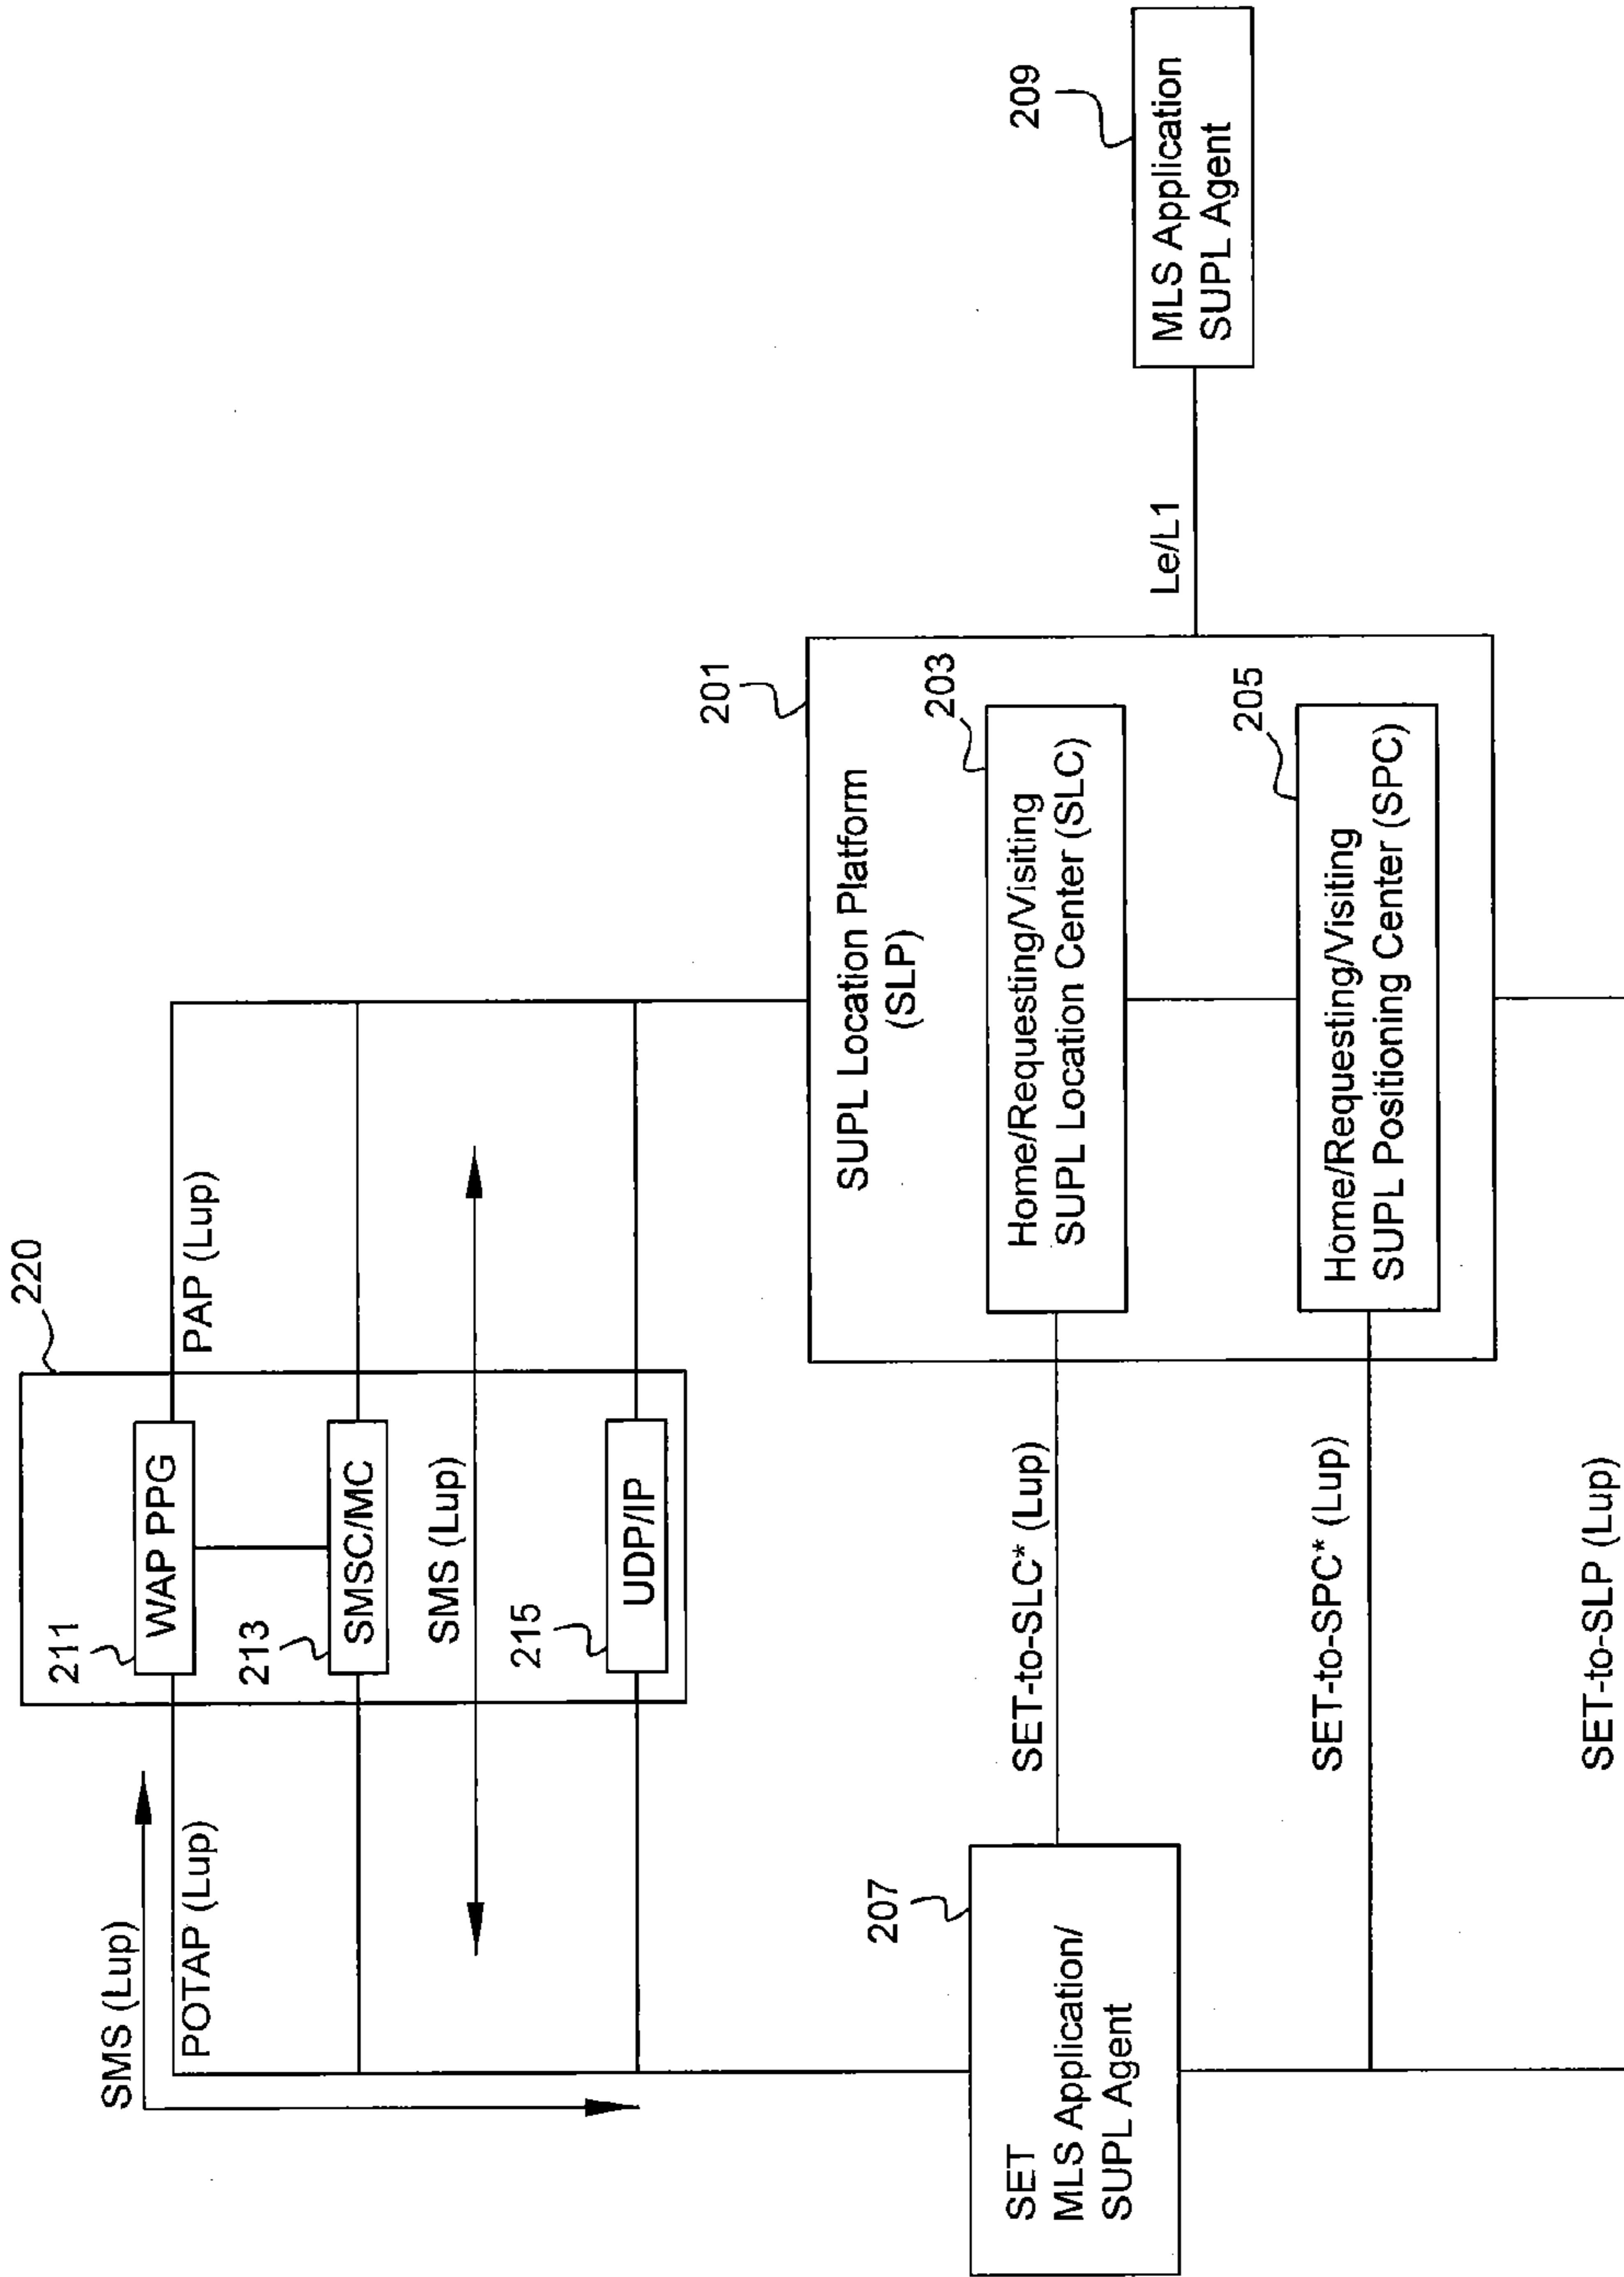 220
SMS (Lup)
POTAP (Lup)
211
WAP PPG
PAP (Lup)
213
SMSC/MC
SMS (Lup)
215
UDP/IP
201
SUPL Location Platform
(SLP)
203
Home/Requesting/Visiting
SUPL Location Center (SLC)
205
Home/Requesting/Visiting
SUPL Positioning Center (SPC)
207
SET
MLS Application/
SUPL Agent
SET-to-SLC* (Lup)
SET-to-SPC* (Lup)
SET-to-SLP (Lup)
Le/L1
209
MLS Application
SUPL Agent